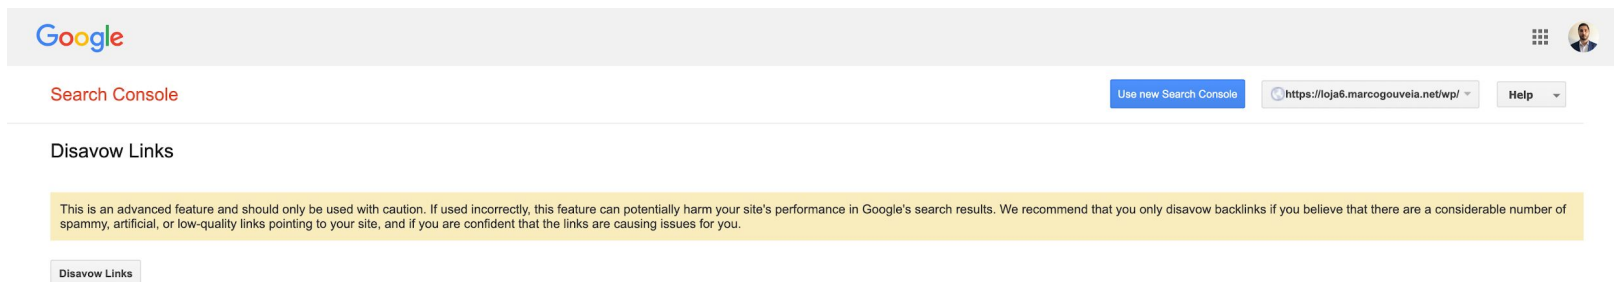 Google
Search Console
Use new Search Console
https://loja6.marcogouveia.net/wp/
Help
Disavow Links
This is an advanced feature and should only be used with caution. If used incorrectly, this feature can potentially harm your site's performance in Google's search results. We recommend that you only disavow backlinks if you believe that there are a considerable number of
spammy, artificial, or low-quality links pointing to your site, and if you are confident that the links are causing issues for you.
Disavow Links